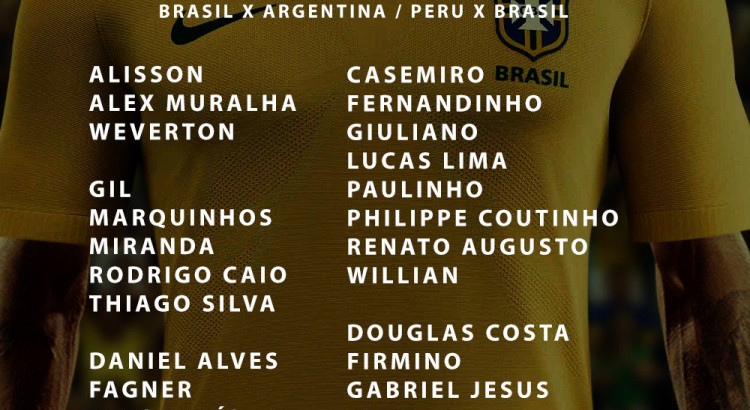 BRASIL X ARGENTINA / PERU X BRASIL
BRASIL
ALISSON
ALEX MURALHA
WEVERTON
GIL
MARQUINHOS
MIRANDA
RODRIGO CAIO
THIAGO SILVA
DANIEL ALVES
FAGNER
CASEMIRO
FERNANDINHO
GIULIANO
LUCAS LIMA
PAULINHO
PHILIPPE COUTINHO
RENATO AUGUSTO
WILLIAN
DOUGLAS COSTA
FIRMINO
GABRIEL JESUS